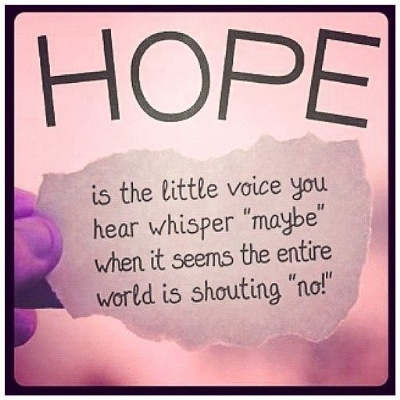 HOPE
is the little voice you
hear whisper "maybe"
when it seems the entire
world is shouting "no!"